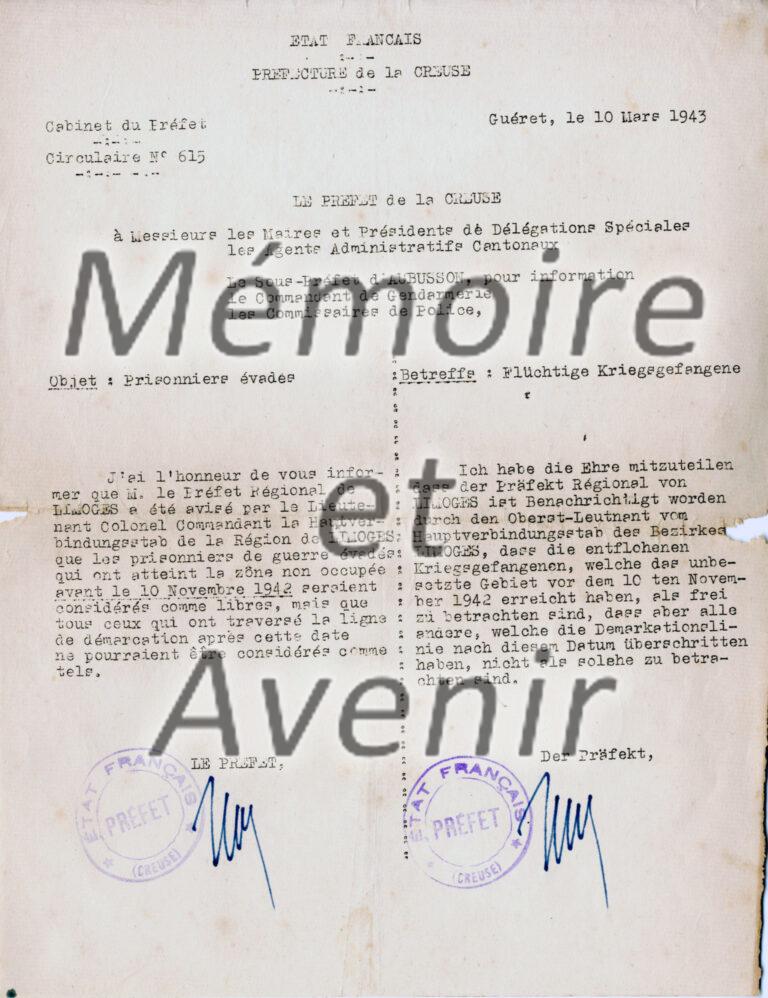 ETAT FRANCAIS
PREFECTURE de la CREUSE
Cabinet du Préfet
Guéret, le 10 Mars 1943
Circulaire N° 615
LE PREFET de la CREUSE
à Messieurs les Maires et Présidents de Délégations Spéciales
les Agents Administratifs Cantonaux
Le Sous-Préfet d'AUBUSSON, pour information
le Commandant de Gendarmerie
les Commissaires de Police,
Mémoire
et
Avenir
Objet : Prisonniers évadés
J'ai l'honneur de vous infor-
mer que M. le Préfet Régional de
LIMOGES a été avisé par le Lieute-
nant Colonel Commandant la Hauptver-
bindungsstab de la Région de LIMOGES
que les prisonniers de guerre évadés
qui ont atteint la zône non occupée
avant le 10 Novembre 1942 seraient
considérés comme libres, mais que
tous ceux qui ont traversé la ligne
de démarcation après cette date
ne pourraient être considérés comme
tels.
LE PREFET,
ETAT FRANÇAIS
PREFET
(CREUSE)
Betreffs : Flüchtige Kriegsgefangene
Ich habe die Ehre mitzuteilen
dass der Präfekt Régional von
LIMOGES ist Benachrichtigt worden
durch den Oberst-Leutnant vom
Hauptverbindungsstab des Bezirkes
LIMOGES, dass die entflohenen
Kriegsgefangenen, welche das unbe-
setzte Gebiet vor dem 10 ten Novem-
ber 1942 erreicht haben, als frei
zu betrachten sind, dass aber alle
andere, welche die Demarkationsli-
nie nach diesem Datum überschritten
haben, nicht als solche zu betra-
chten sind.
Der Präfekt,
ETAT FRANÇAIS
PREFET
(CREUSE)